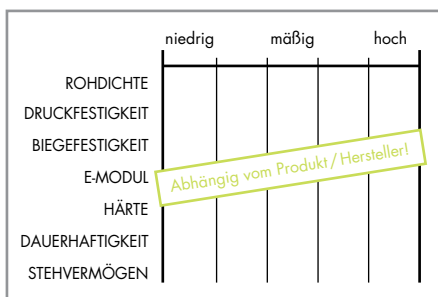 niedrig mäßig hoch
ROHDICHTE
DRUCKFESTIGKEIT
BIEGEFESTIGKEIT
E-MODUL
Abhängig vom Produkt / Hersteller!
HÄRTE
DAUERHAFTIGKEIT
STEHVERMÖGEN